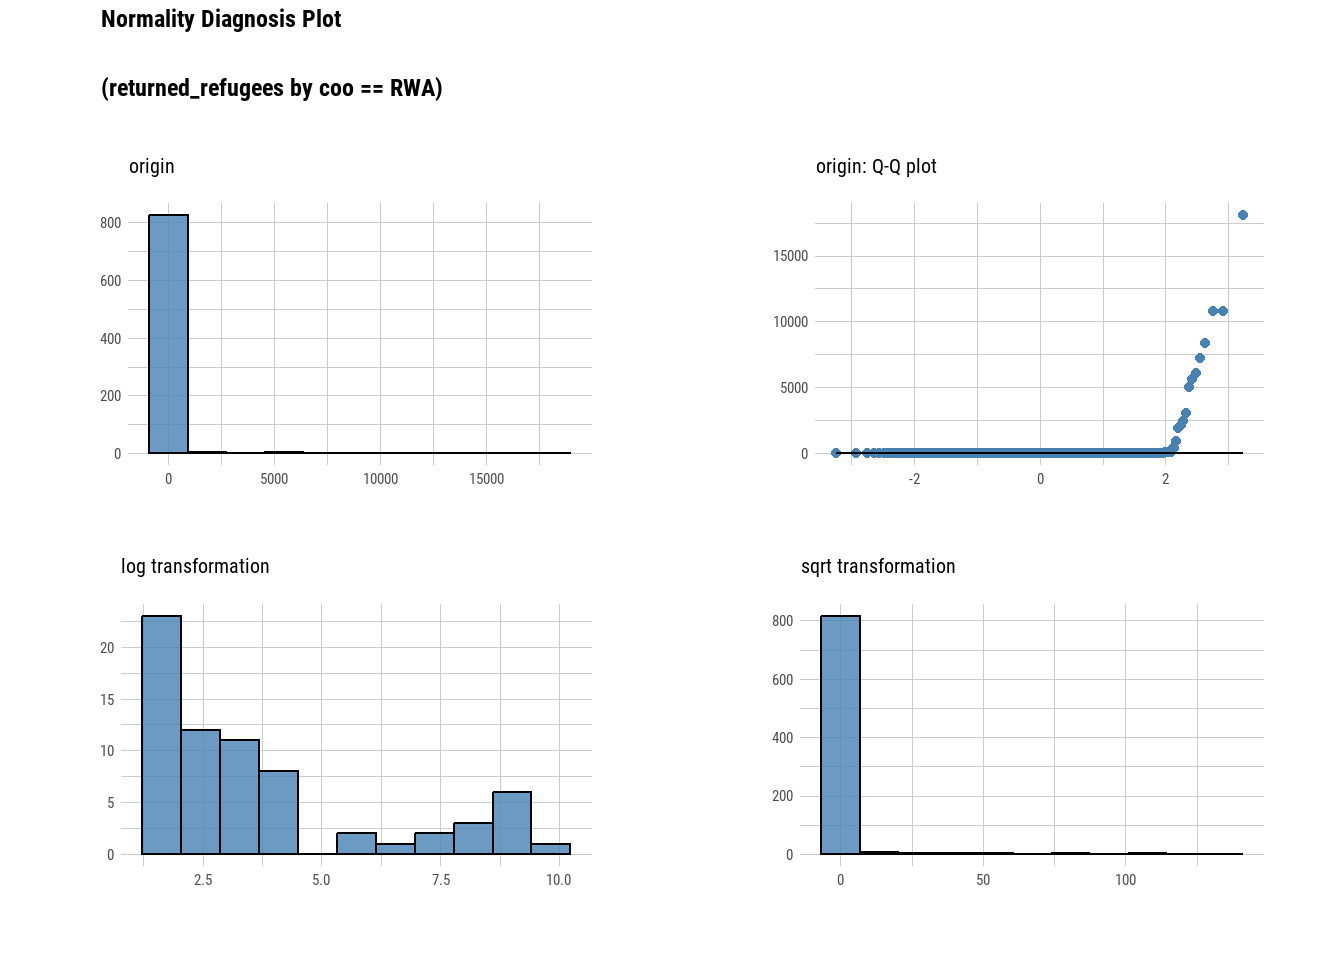 Normality Diagnosis Plot
(returned_refugees by coo == RWA)
origin
800
600
400
200
0
0 5000 10000 15000
origin: Q-Q plot
15000
10000
5000
0
-2 0 2
log transformation
20
15
10
5
0
2.5 5.0 7.5 10.0
sqrt transformation
800
600
400
200
0
0 50 100